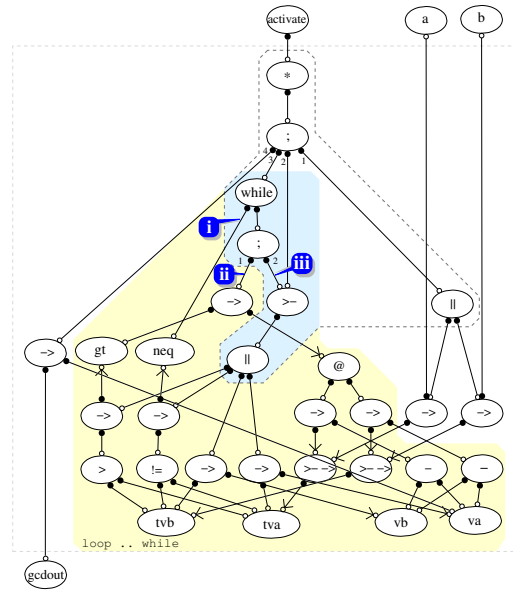 activate
a
b
*
;
4 3 2 1
while
i
;
1 2
ii
iii
->
>-
||
->
gt
neq
||
@
->
->
->
->
->
->
>
!=
->
->
>-->
>-->
-
-
tvb
tva
vb
va
loop .. while
gcdout